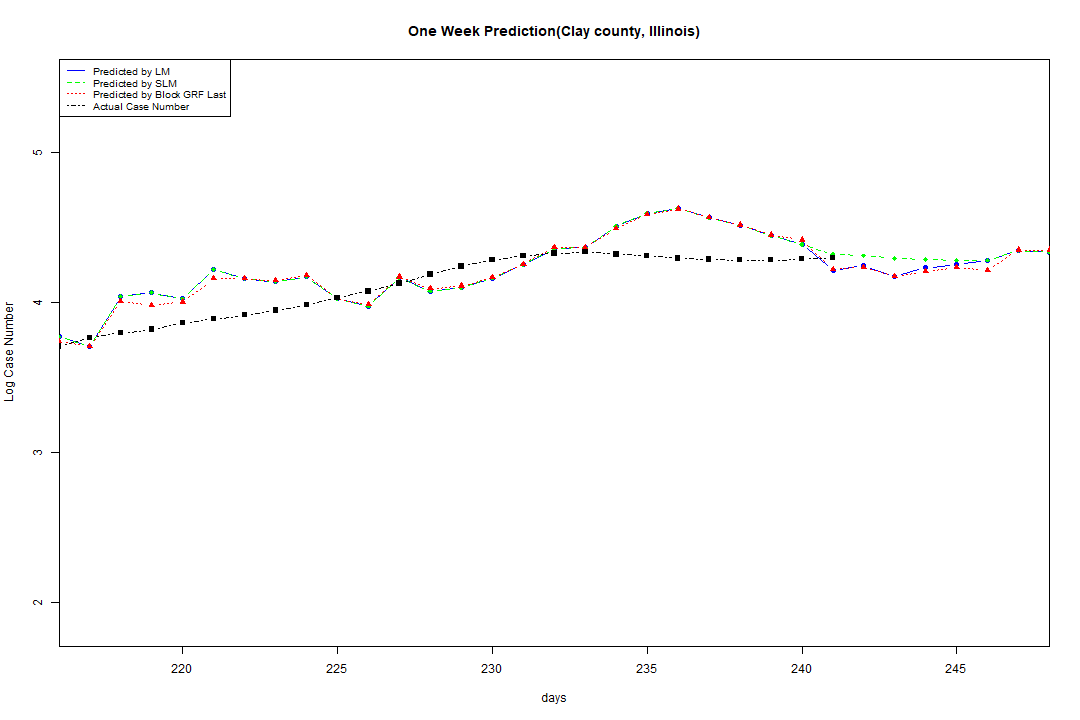 One Week Prediction(Clay county, Illinois)
Predicted by LM
Predicted by SLM
Predicted by Block GRF Last
Actual Case Number
5
4
3
2
Log Case Number
220 225 230 235 240 245
days